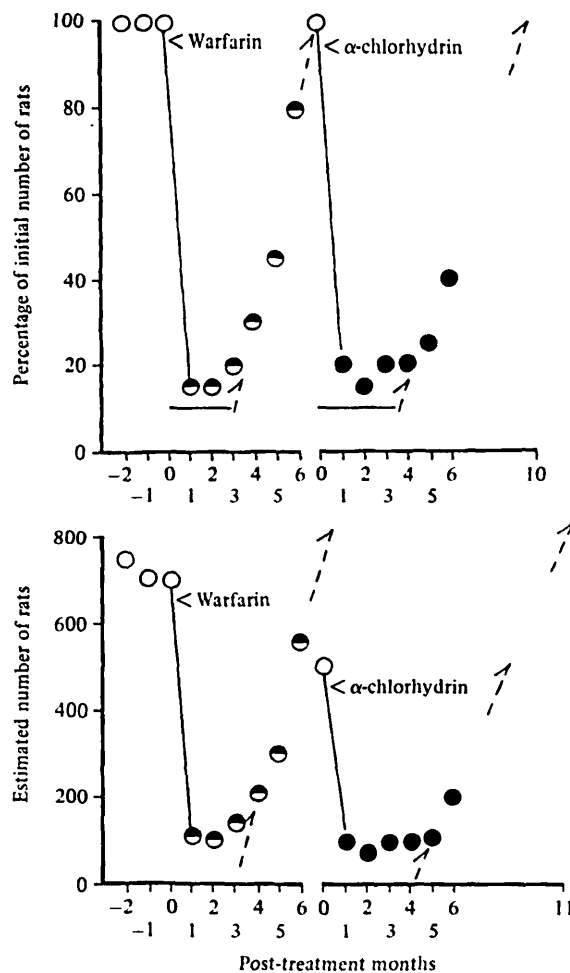 Percentage of initial number of rats
100
80
60
40
20
0
< Warfarin
< α-chlorhydrin
−2 0 2 4 6 0 2 4 6 10
−1 1 3 5 1 3 5
Estimated number of rats
800
600
400
200
0
< Warfarin
< α-chlorhydrin
−2 0 2 4 6 0 2 4 6 11
−1 1 3 5 1 3 5
Post-treatment months